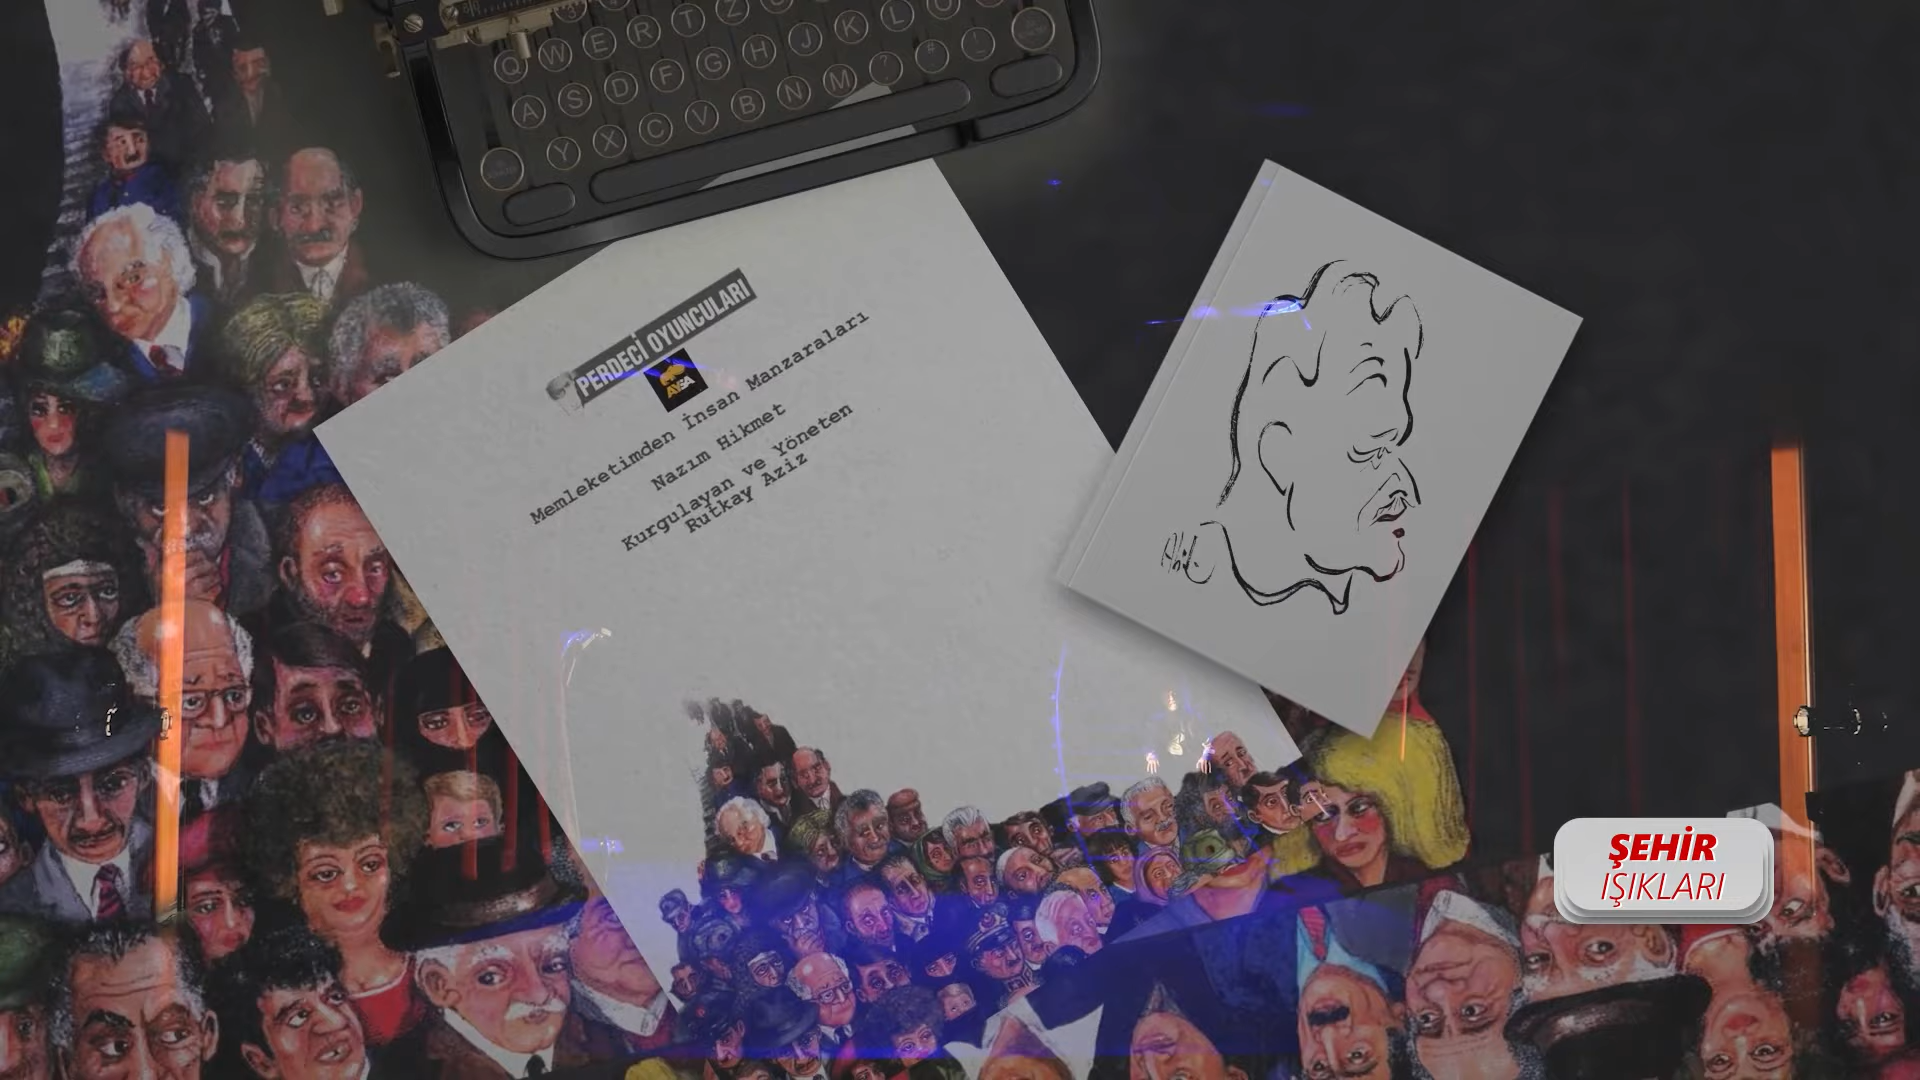 Q W E R T Z U I K L O
A S D F G H J
Y X C V B N M ? # !
PERDECİ OYUNCULARI
AYSA
Memleketimden İnsan Manzaraları
Nazım Hikmet
Kurgulayan ve Yöneten
Rutkay Aziz
ŞEHİR
IŞIKLARI